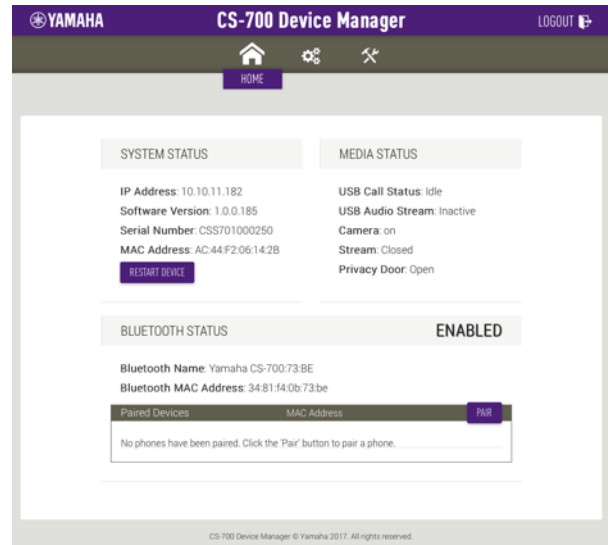 YAMAHA
CS-700 Device Manager
LOGOUT
HOME
SYSTEM STATUS
IP Address: 10.10.11.182
Software Version: 1.0.0.185
Serial Number: CSS701000250
MAC Address: AC:44:F2:06:14:2B
RESTART DEVICE
MEDIA STATUS
USB Call Status: Idle
USB Audio Stream: Inactive
Camera: on
Stream: Closed
Privacy Door: Open
BLUETOOTH STATUS
ENABLED
Bluetooth Name: Yamaha CS-700:73:BE
Bluetooth MAC Address: 34:81:f4:0b:73:be
Paired Devices MAC Address PAIR
No phones have been paired. Click the 'Pair' button to pair a phone.
CS-700 Device Manager © Yamaha 2017. All rights reserved.